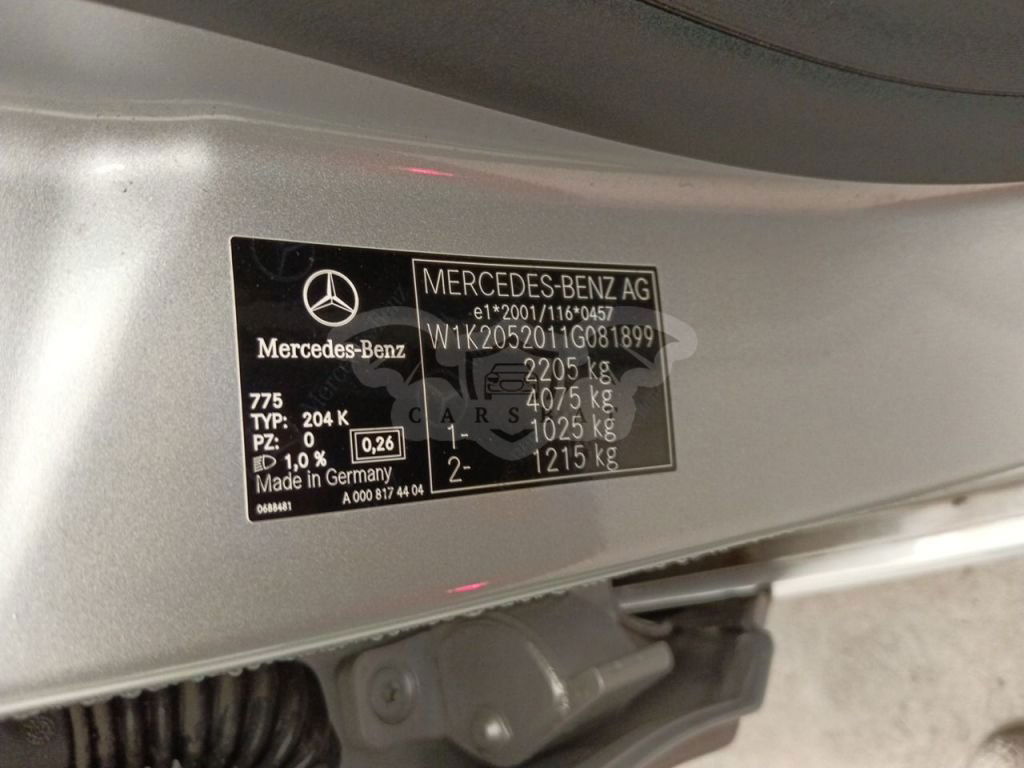 Mercedes-Benz
775
TYP: 204 K
PZ: 0
0,26
1,0 %
Made in Germany
0688481
A 000 817 44 04
MERCEDES-BENZ AG
e1*2001/116*0457
W1K2052011G081899
2205 kg
4075 kg
1- 1025 kg
2- 1215 kg